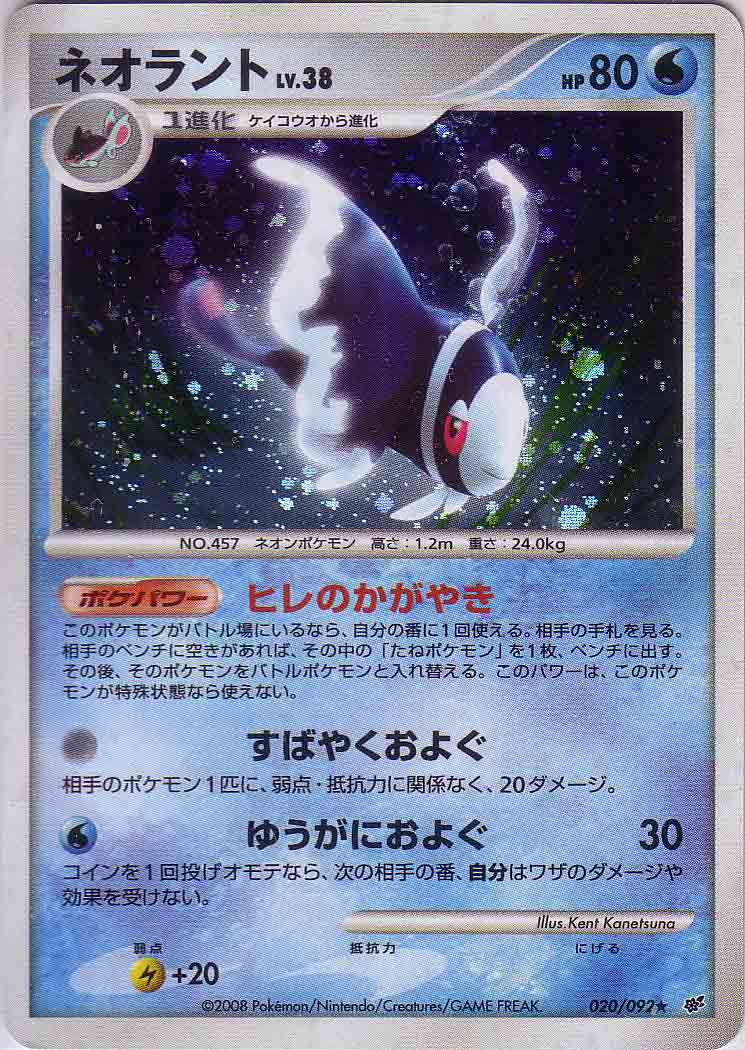 ネオラント LV.38 HP 80
1進化 ケイコウオから進化
NO.457 ネオンポケモン 高さ：1.2m 重さ：24.0kg
ポケパワー ヒレのかがやき
このポケモンがバトル場にいるなら、自分の番に1回使える。相手の手札を見る。
相手のベンチに空きがあれば、その中の「たねポケモン」を1枚、ベンチに出す。
その後、そのポケモンをバトルポケモンと入れ替える。このパワーは、このポケ
モンが特殊状態なら使えない。
すばやくおよぐ
相手のポケモン1匹に、弱点・抵抗力に関係なく、20ダメージ。
ゆうがにおよぐ 30
コインを1回投げオモテなら、次の相手の番、自分はワザのダメージや
効果を受けない。
Illus.Kent Kanetsuna
弱点 抵抗力 にげる
+20
©2008 Pokémon/Nintendo/Creatures/GAME FREAK. 020/092★